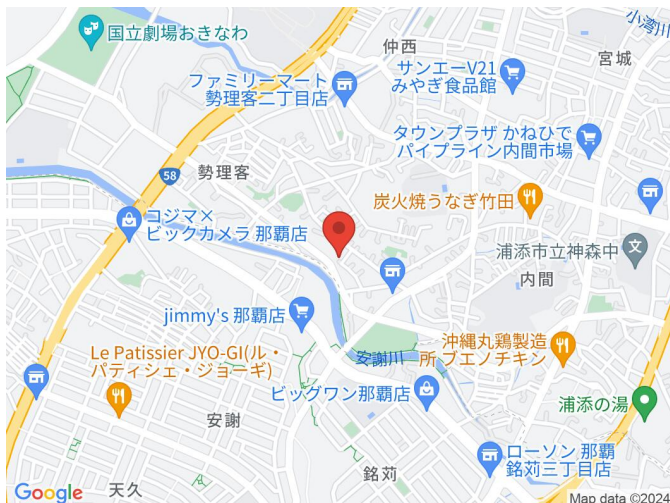 国立劇場おきなわ
仲西
小湾川
宮城
ファミリーマート
勢理客二丁目店
サンエーV21
みやぎ食品館
タウンプラザ かねひで
パイプライン内間市場
勢理客
58
炭火焼うなぎ竹田
コジマ×
ビックカメラ 那覇店
浦添市立神森中
文
内間
jimmy's 那覇店
沖縄丸鶏製造
所 ブエノチキン
Le Patissier JYO-GI(ル・
パティシェ・ジョーギ)
安謝川
ビッグワン那覇店
浦添の湯
安謝
ローソン 那覇
銘苅三丁目店
銘苅
天久
Google
Map data ©2024